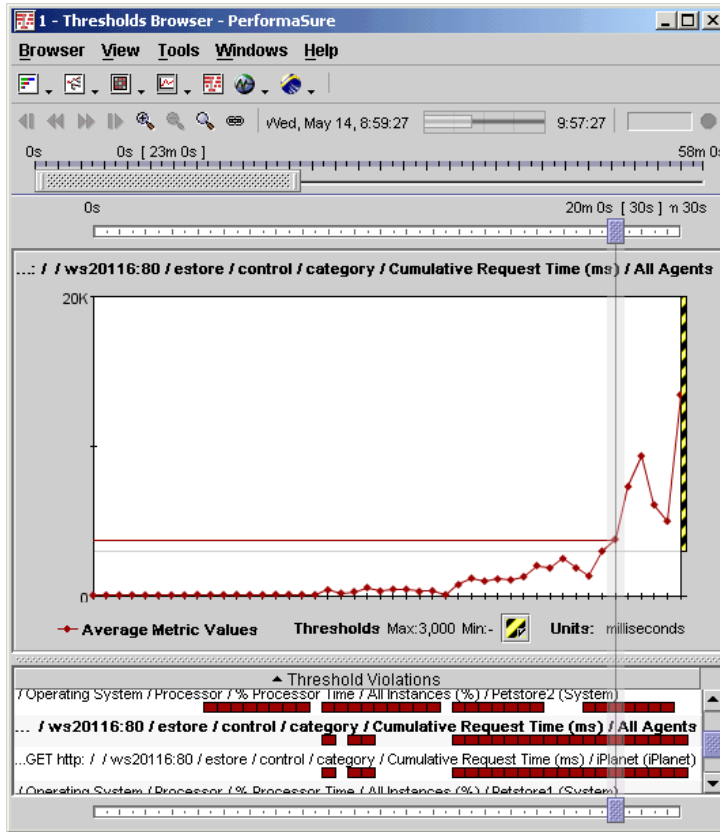 1 - Thresholds Browser - PerformaSure
Browser View Tools Windows Help
Wed, May 14, 8:59:27 9:57:27
0s 0s [ 23m 0s ] 58m 0s
0s 20m 0s [ 30s ] m 30s
...: / / ws20116:80 / estore / control / category / Cumulative Request Time (ms) / All Agents
20K
0
Average Metric Values Thresholds Max:3,000 Min:- Units: milliseconds
Threshold Violations
/ Operating System / Processor / % Processor Time / All Instances (%) / Petstore2 (System)
... / ws20116:80 / estore / control / category / Cumulative Request Time (ms) / All Agents
...GET http: / / ws20116:80 / estore / control / category / Cumulative Request Time (ms) / iPlanet (iPlanet)
/ Operating System / Processor / % Processor Time / All Instances (%) / Petstore1 (System)